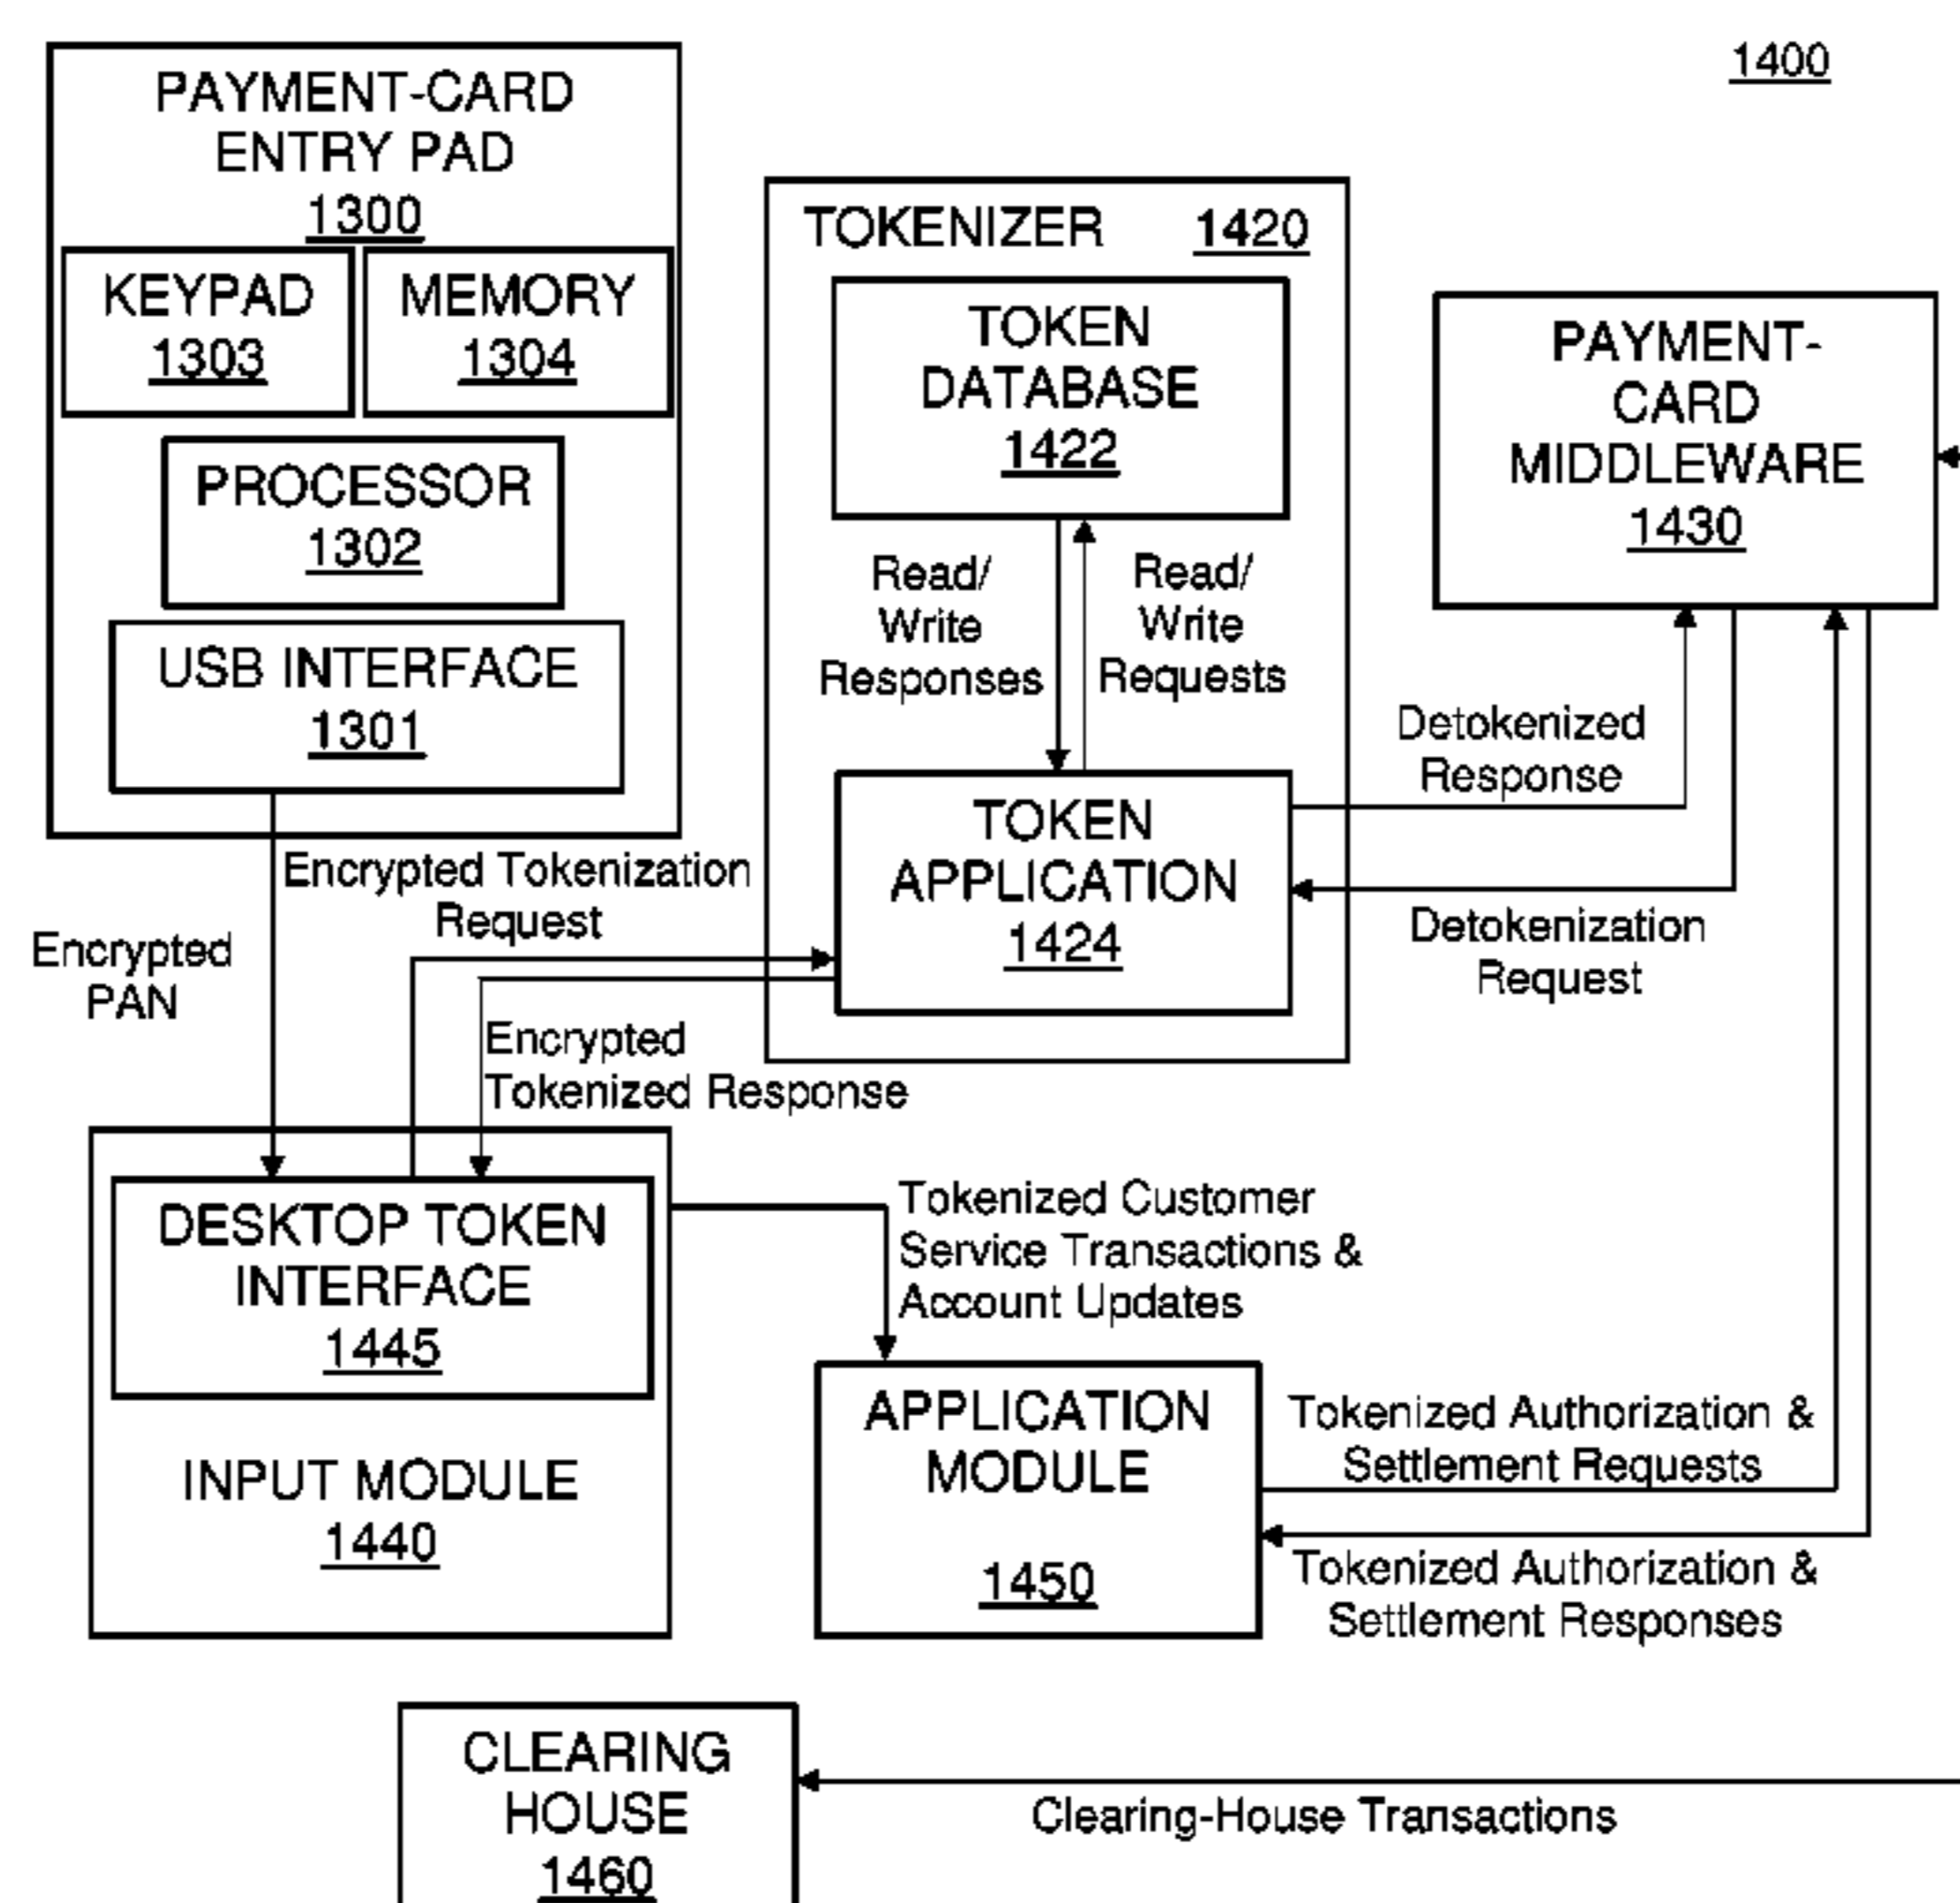 1400
PAYMENT-CARD
ENTRY PAD
1300
KEYPAD
1303
MEMORY
1304
PROCESSOR
1302
USB INTERFACE
1301
TOKENIZER 1420
TOKEN
DATABASE
1422
Read/
Write
Responses
Read/
Write
Requests
TOKEN
APPLICATION
1424
PAYMENT-
CARD
MIDDLEWARE
1430
Detokenized
Response
Detokenization
Request
Encrypted Tokenization
Request
Encrypted
PAN
Encrypted
Tokenized Response
DESKTOP TOKEN
INTERFACE
1445
INPUT MODULE
1440
Tokenized Customer
Service Transactions &
Account Updates
APPLICATION
MODULE
1450
Tokenized Authorization &
Settlement Requests
Tokenized Authorization &
Settlement Responses
CLEARING
HOUSE
1460
Clearing-House Transactions